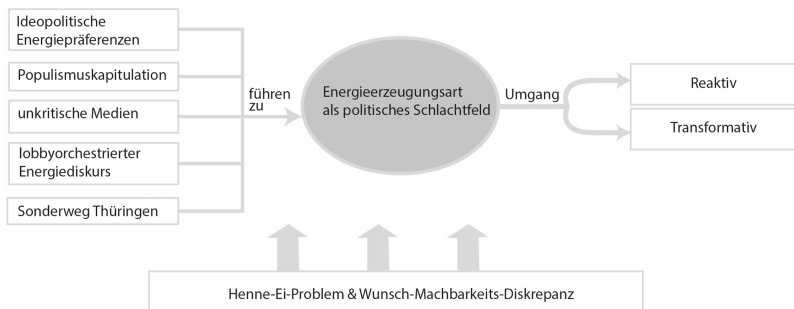 Ideopolitische
Energiepräferenzen
Populismuskapitulation
unkritische Medien
lobbyorchestrierter
Energiediskurs
Sonderweg Thüringen
führen
zu
Energieerzeugungsart
als politisches Schlachtfeld
Umgang
Reaktiv
Transformativ
Henne-Ei-Problem & Wunsch-Machbarkeits-Diskrepanz